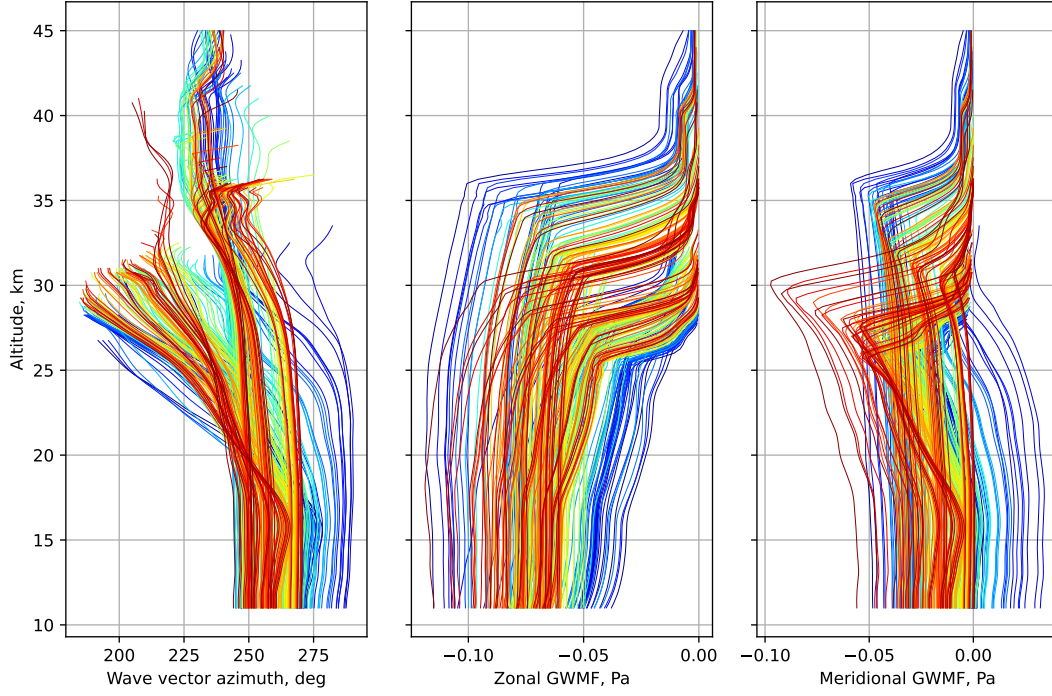 45
40
35
30
25
20
15
10
Altitude, km
200 225 250 275
Wave vector azimuth, deg
−0.10 −0.05 0.00
Zonal GWMF, Pa
−0.10 −0.05 0.00
Meridional GWMF, Pa